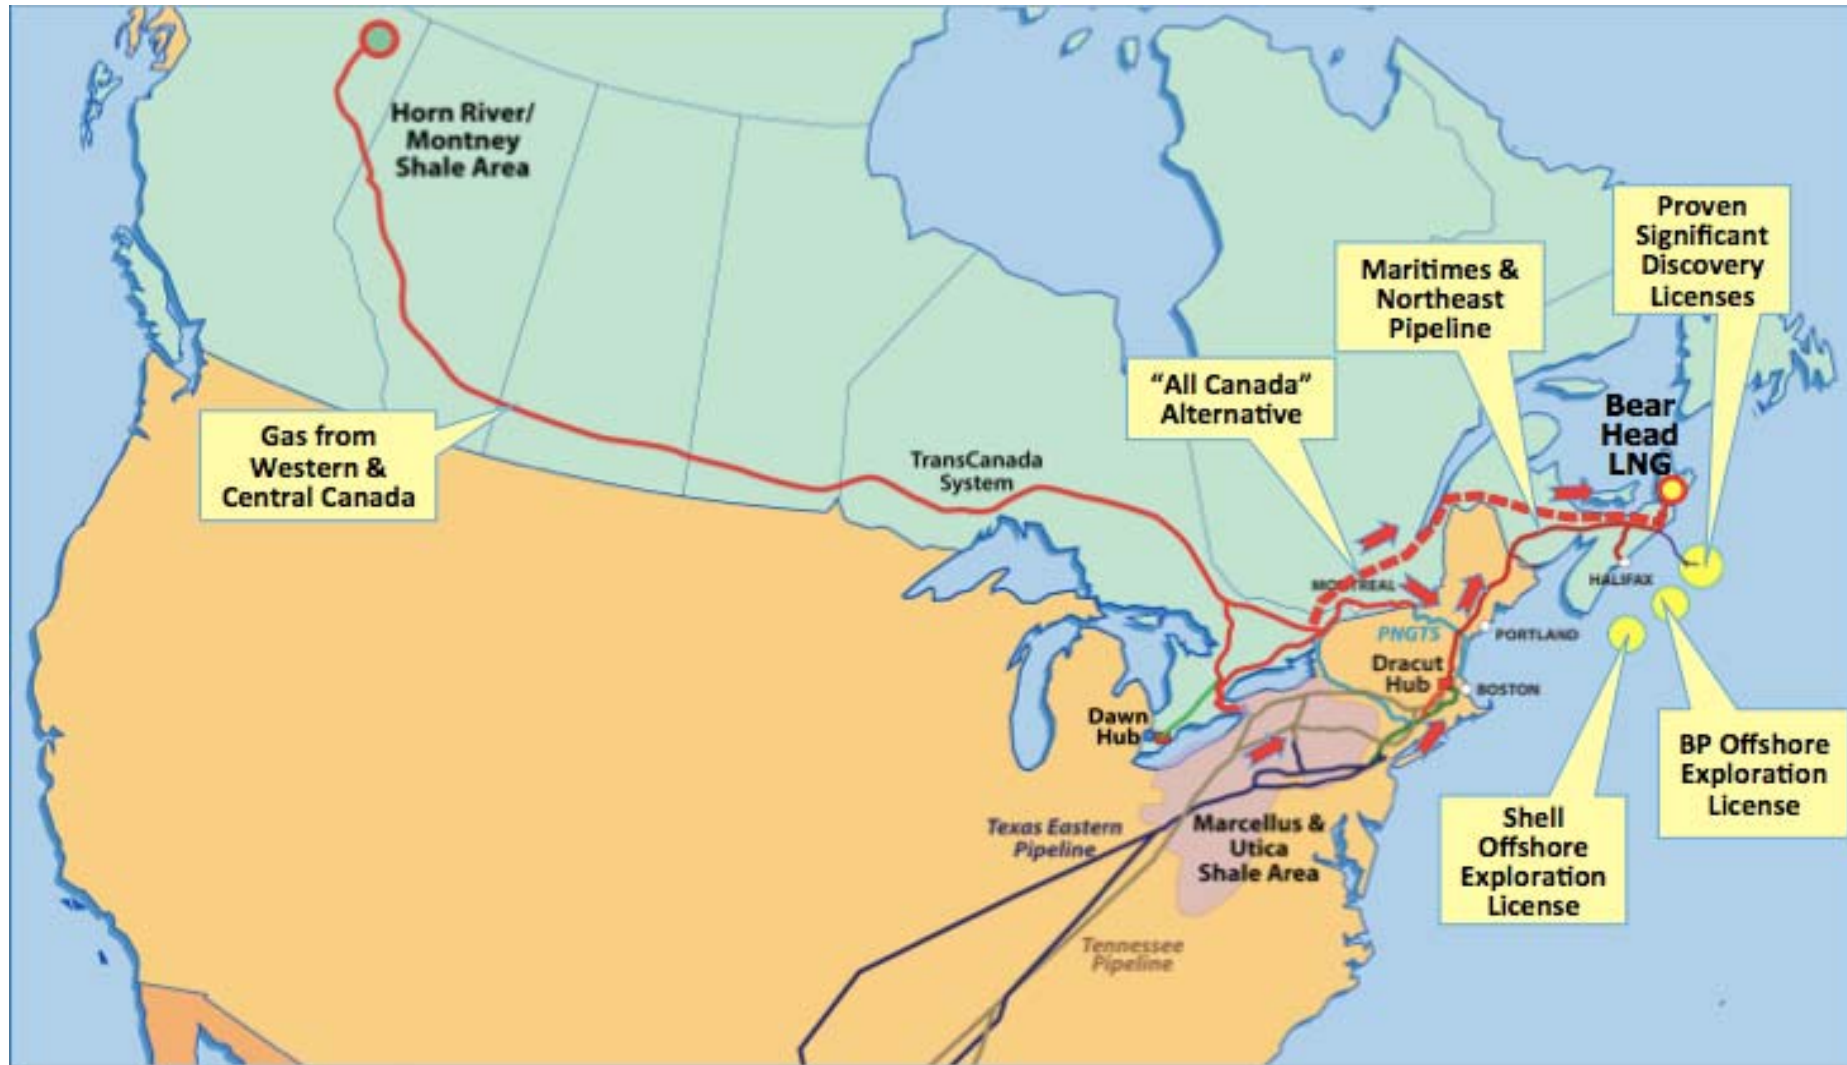 Horn River/
Montney
Shale Area
Proven
Significant
Discovery
Licenses
Maritimes &
Northeast
Pipeline
“All Canada”
Alternative
Bear
Head
LNG
Gas from
Western &
Central Canada
TransCanada
System
MONTREAL
HALIFAX
PNGTS
PORTLAND
Dracut
Hub
BOSTON
Dawn
Hub
BP Offshore
Exploration
License
Shell
Offshore
Exploration
License
Texas Eastern
Pipeline
Marcellus &
Utica
Shale Area
Tennessee
Pipeline